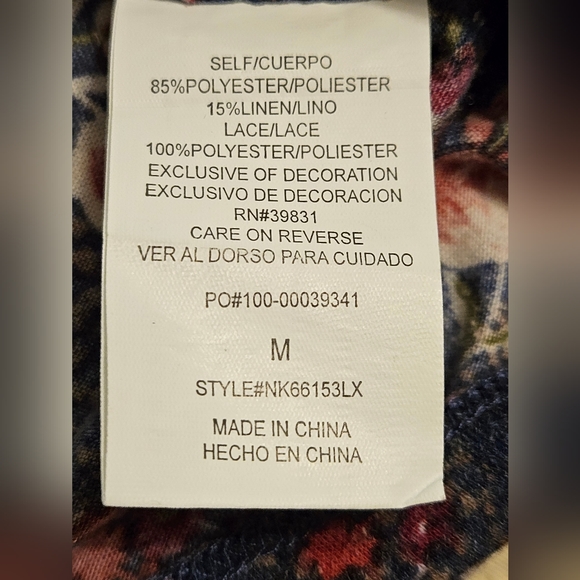 SELF/CUERPO
85%POLYESTER/POLIESTER
15%LINEN/LINO
LACE/LACE
100%POLYESTER/POLIESTER
EXCLUSIVE OF DECORATION
EXCLUSIVO DE DECORACION
RN#39831
CARE ON REVERSE
VER AL DORSO PARA CUIDADO
PO#100-00039341
M
STYLE#NK66153LX
MADE IN CHINA
HECHO EN CHINA